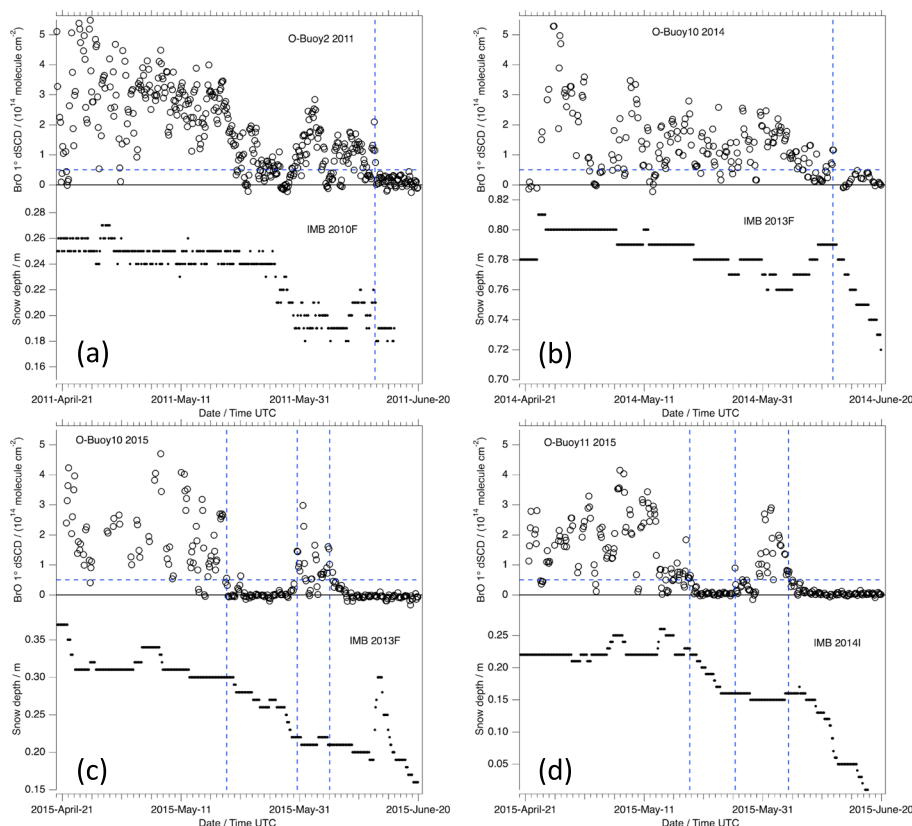 O-Buoy2 2011
BrO 1° dSCD / (10^14 molecule cm^-2)
5
4
3
2
1
0
IMB 2010F
Snow depth / m
0.28
0.26
0.24
0.22
0.20
0.18
0.16
(a)
2011-April-21 2011-May-11 2011-May-31 2011-June-20
Date / Time UTC
O-Buoy10 2014
BrO 1° dSCD / (10^14 molecule cm^-2)
5
4
3
2
1
0
IMB 2013F
Snow depth / m
0.82
0.80
0.78
0.76
0.74
0.72
0.70
(b)
2014-April-21 2014-May-11 2014-May-31 2014-June-20
Date / Time UTC
O-Buoy10 2015
BrO 1° dSCD / (10^14 molecule cm^-2)
5
4
3
2
1
0
IMB 2013F
Snow depth / m
0.35
0.30
0.25
0.20
0.15
(c)
2015-April-21 2015-May-11 2015-May-31 2015-June-20
Date / Time UTC
O-Buoy11 2015
BrO 1° dSCD / (10^14 molecule cm^-2)
5
4
3
2
1
0
IMB 2014I
Snow depth / m
0.25
0.20
0.15
0.10
0.05
(d)
2015-April-21 2015-May-11 2015-May-31 2015-June-20
Date / Time UTC